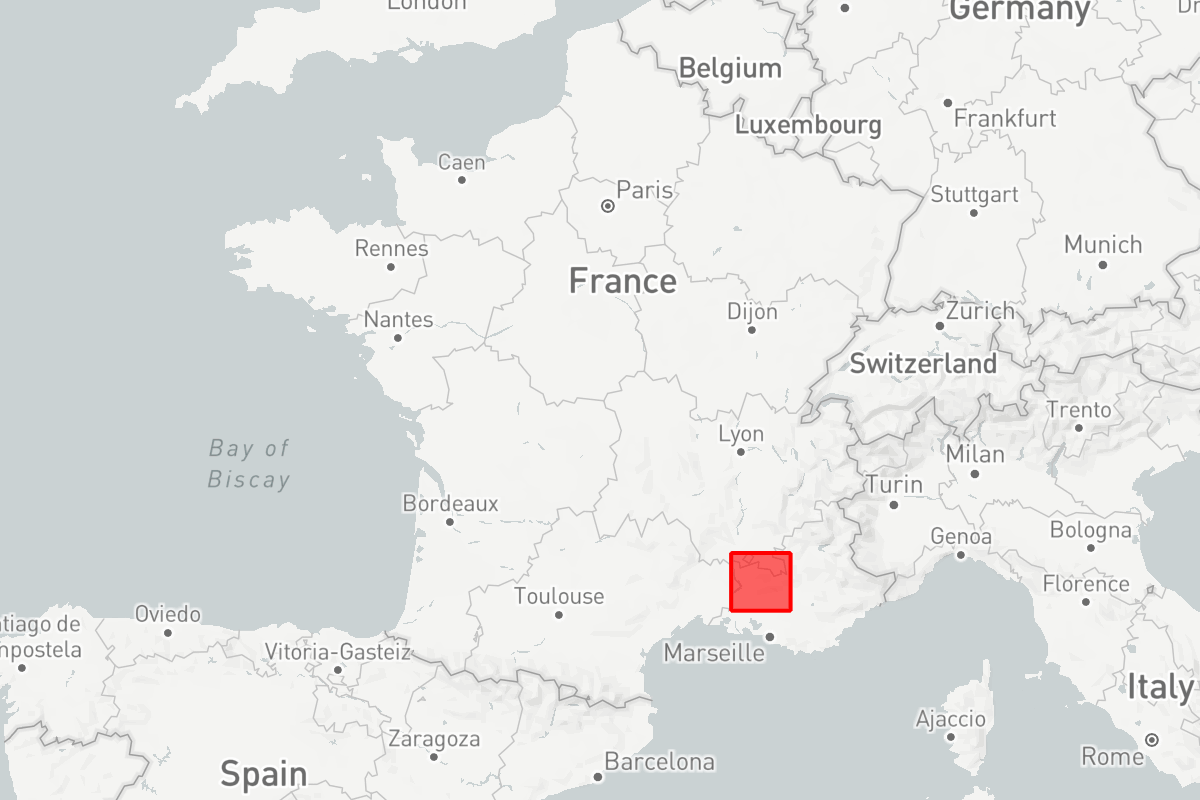 London
Germany
Dr
Belgium
Luxembourg
Frankfurt
Caen
Paris
Stuttgart
Rennes
Munich
France
Dijon
Zurich
Nantes
Switzerland
Trento
Lyon
Bay of
Biscay
Milan
Turin
Bordeaux
Bologna
Genoa
Florence
Toulouse
Oviedo
tiago de
mpostela
Vitoria-Gasteiz
Marseille
Italy
Ajaccio
Zaragoza
Rome
Barcelona
Spain